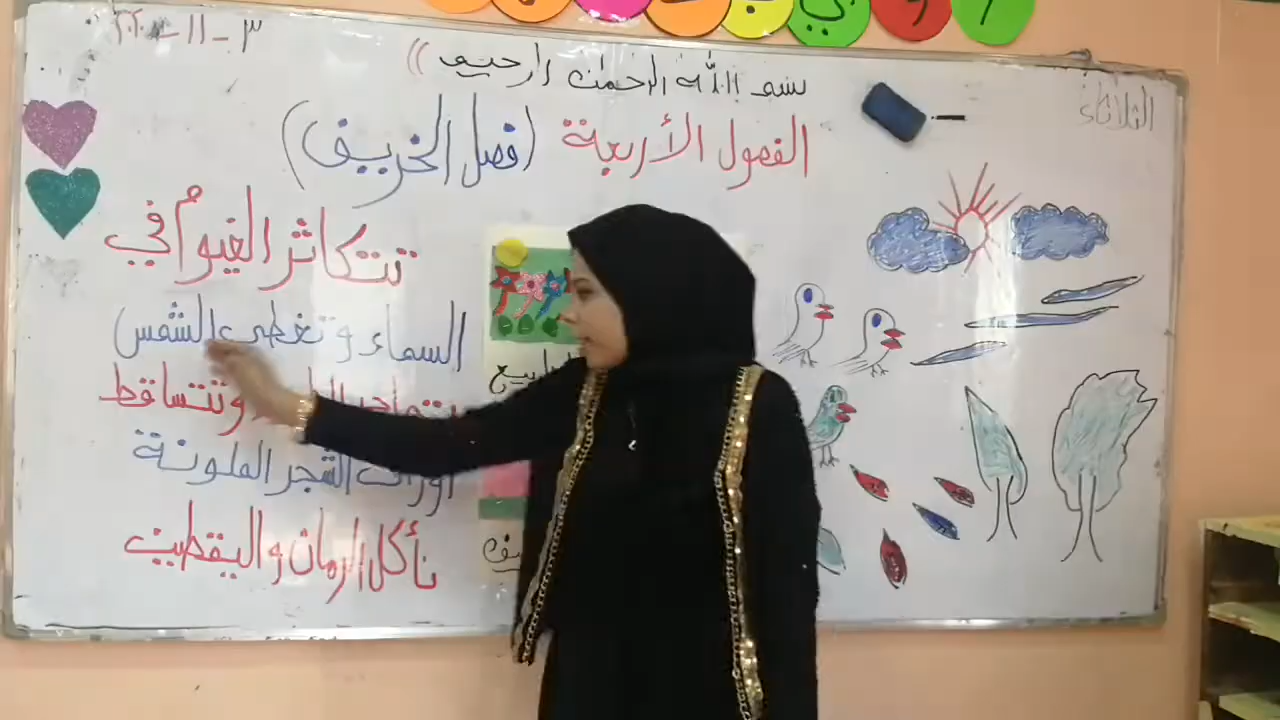 الثلاثاء
٣-١١-٢٠٢٠
بسم الله الرحمن الرحيم ))
الفصول الأربعة (فصل الخريف)
تتكاثر الغيوم في
السماء وتغطي الشمس
وتتساقط
أوراق الشجر الملونة
نأكل الرمان واليقطين